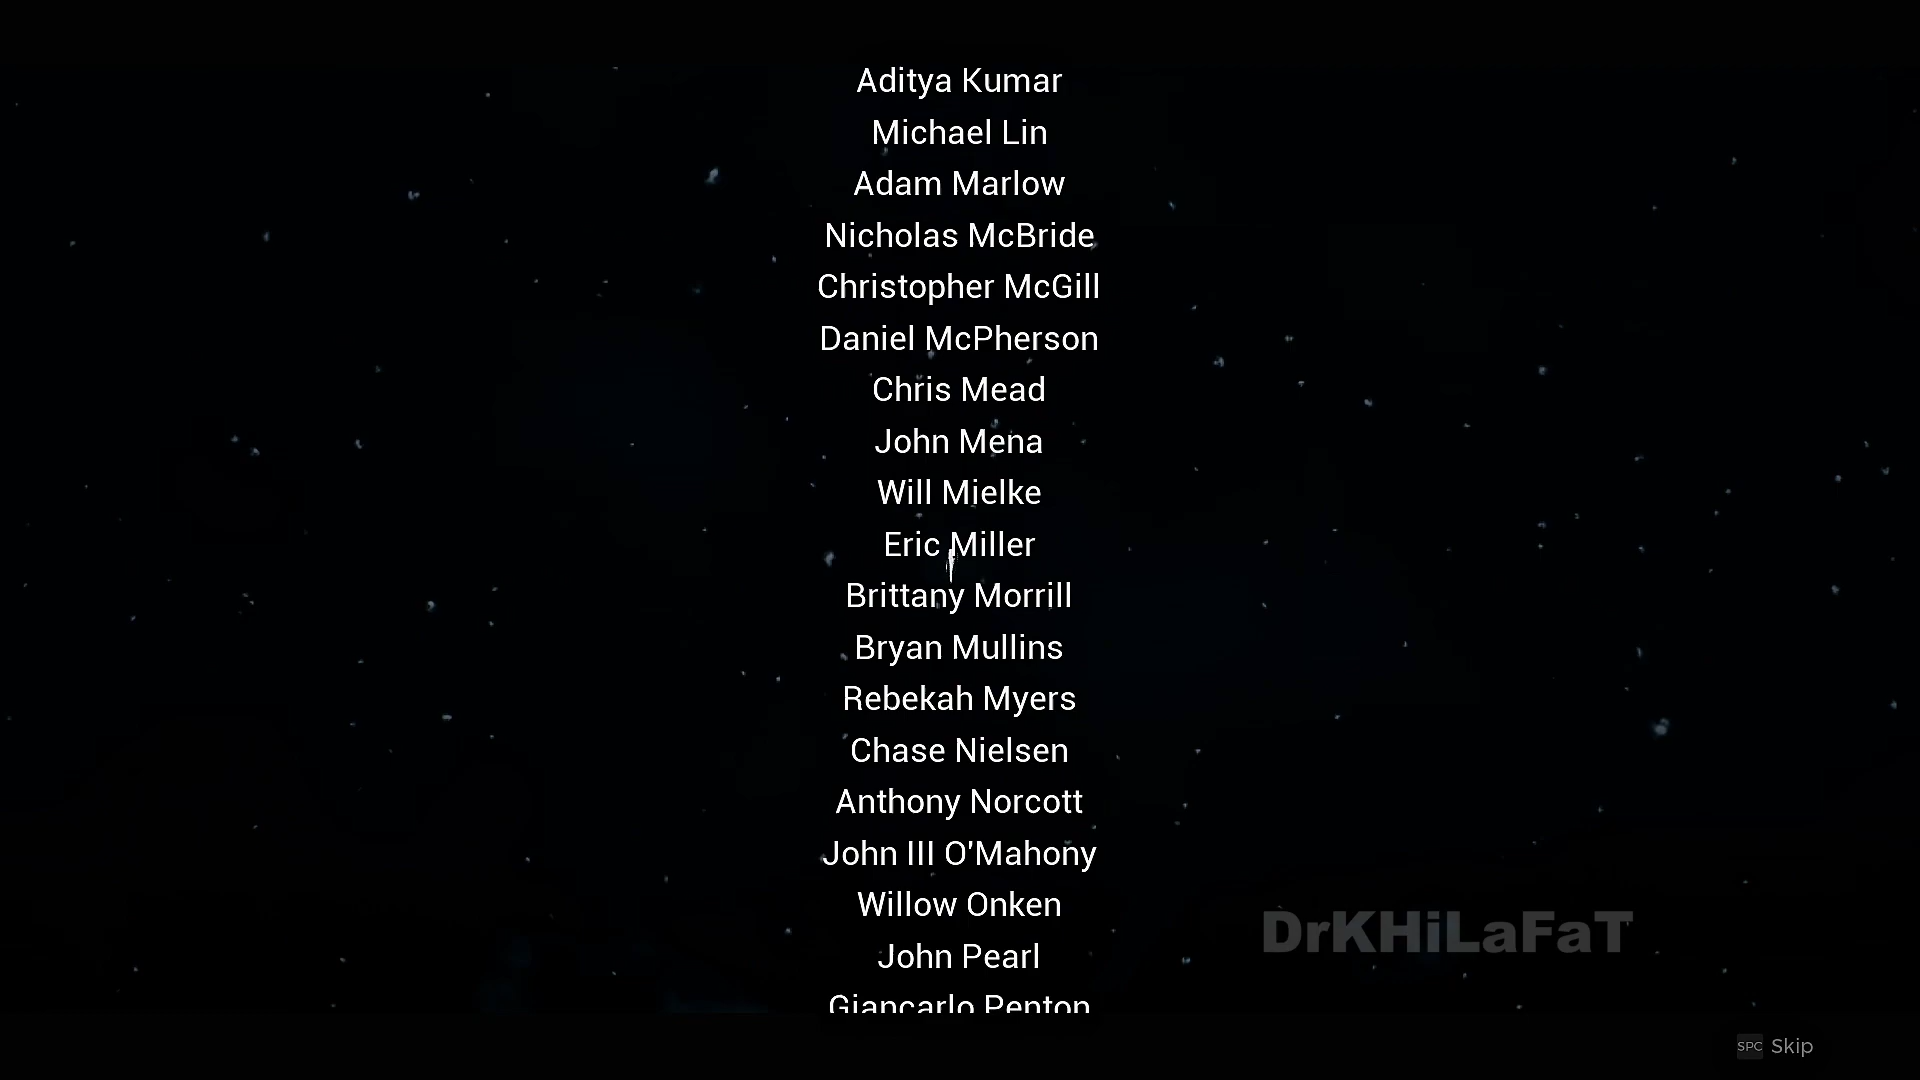 Aditya Kumar
Michael Lin
Adam Marlow
Nicholas McBride
Christopher McGill
Daniel McPherson
Chris Mead
John Mena
Will Mielke
Eric Miller
Brittany Morrill
Bryan Mullins
Rebekah Myers
Chase Nielsen
Anthony Norcott
John III O'Mahony
Willow Onken
DrKHiLaFaT
John Pearl
Giancarlo Penton
SPC Skip